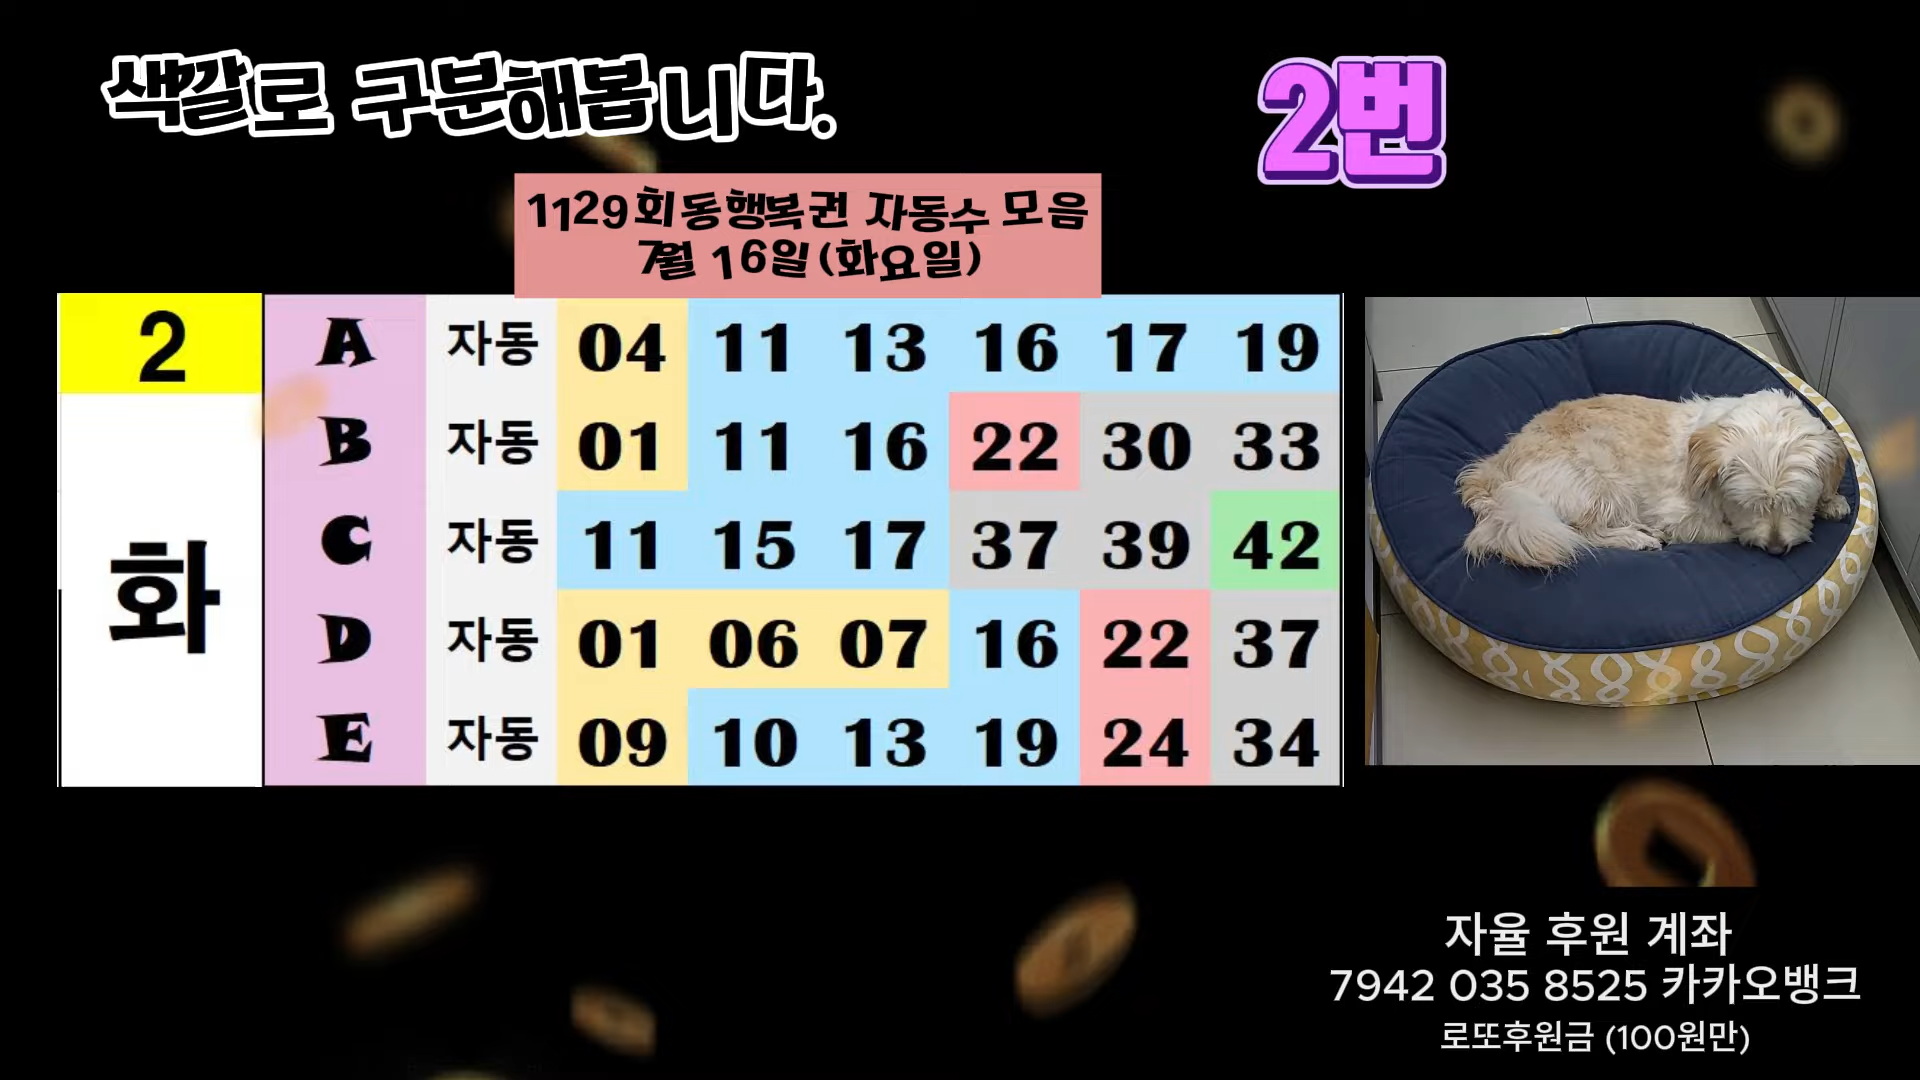 색깔로 구분해봅니다.
2번
1129회동행복권 자동수 모음
7월 16일(화요일)
2
화
A 자동 04 11 13 16 17 19
B 자동 01 11 16 22 30 33
C 자동 11 15 17 37 39 42
D 자동 01 06 07 16 22 37
E 자동 09 10 13 19 24 34
자율 후원 계좌
7942 035 8525 카카오뱅크
로또후원금 (100원만)